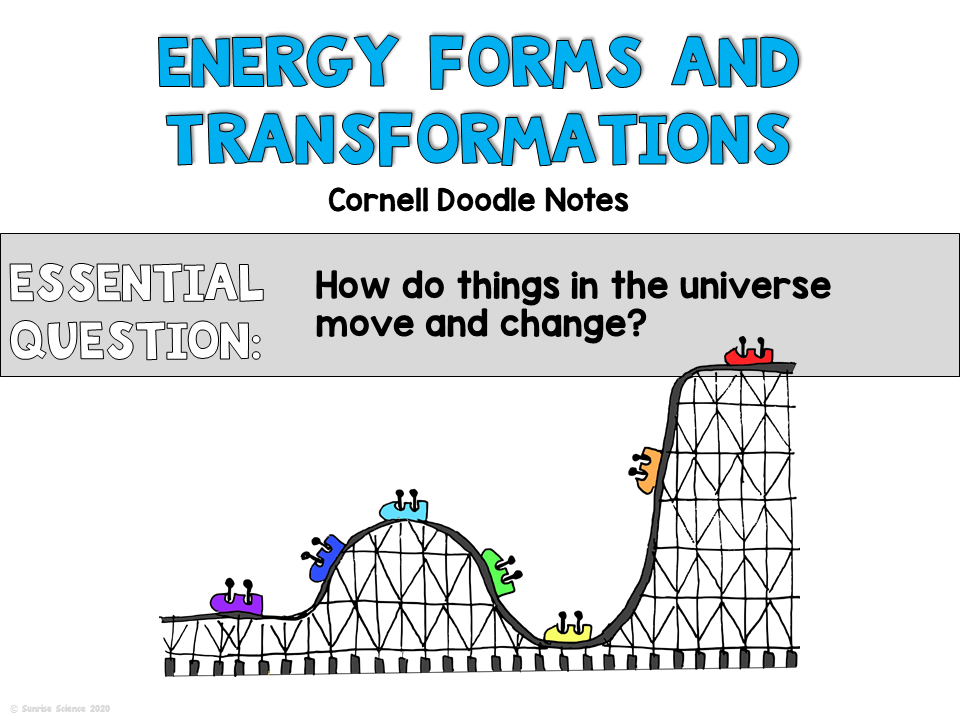 ENERGY FORMS AND
TRANSFORMATIONS
Cornell Doodle Notes
ESSENTIAL
QUESTION:
How do things in the universe
move and change?
© Sunrise Science 2020